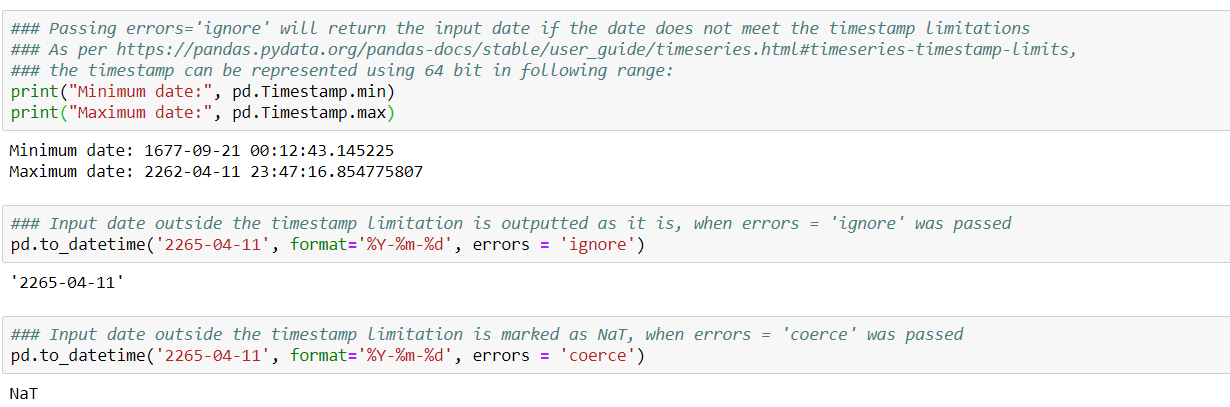 ### Passing errors='ignore' will return the input date if the date does not meet the timestamp limitations
### As per https://pandas.pydata.org/pandas-docs/stable/user_guide/timeseries.html#timeseries-timestamp-limits,
### the timestamp can be represented using 64 bit in following range:
print("Minimum date:", pd.Timestamp.min)
print("Maximum date:", pd.Timestamp.max)
Minimum date: 1677-09-21 00:12:43.145225
Maximum date: 2262-04-11 23:47:16.854775807
### Input date outside the timestamp limitation is outputted as it is, when errors = 'ignore' was passed
pd.to_datetime('2265-04-11', format='%Y-%m-%d', errors = 'ignore')
'2265-04-11'
### Input date outside the timestamp limitation is marked as NaT, when errors = 'coerce' was passed
pd.to_datetime('2265-04-11', format='%Y-%m-%d', errors = 'coerce')
NaT